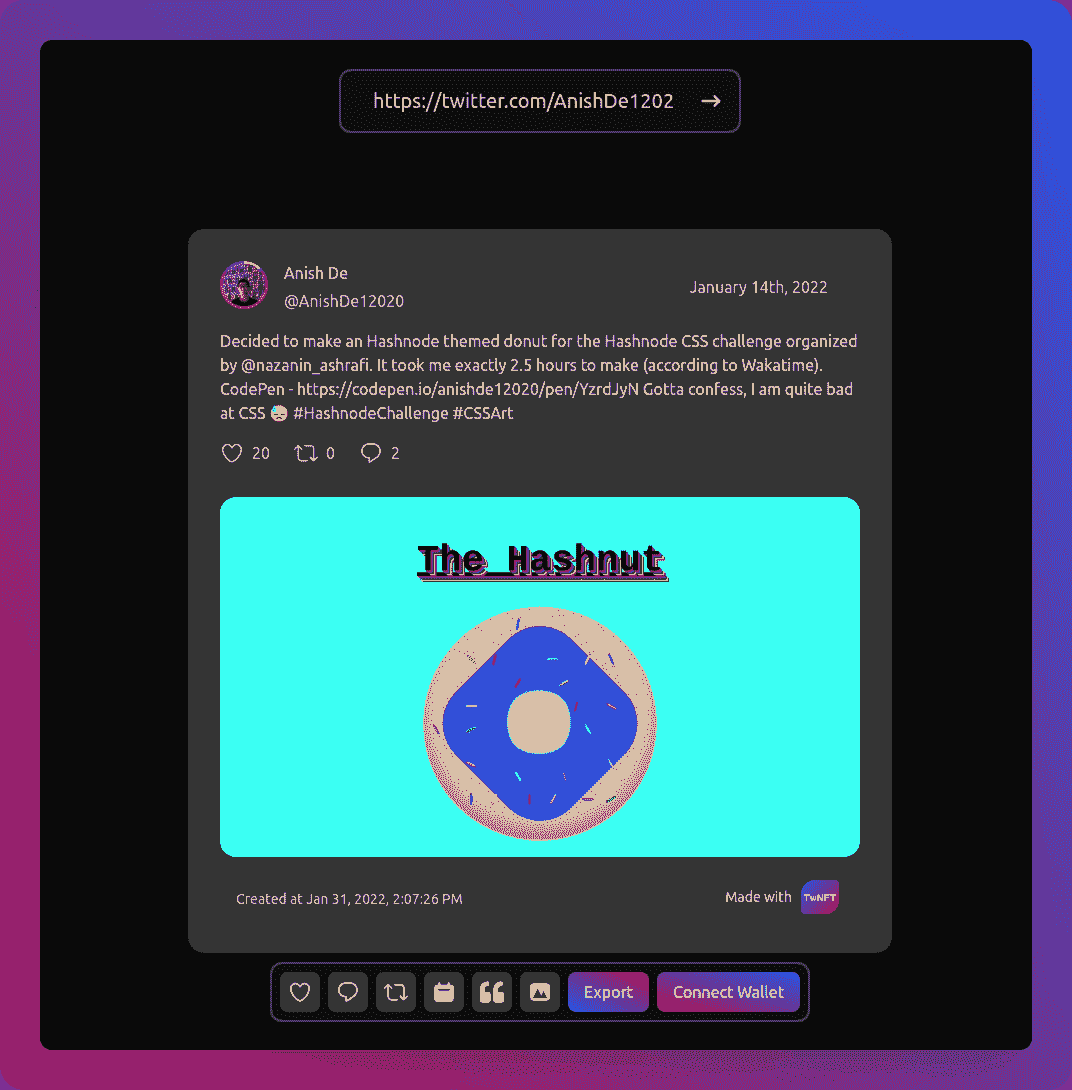 https://twitter.com/AnishDe1202
Anish De
@AnishDe12020
January 14th, 2022
Decided to make an Hashnode themed donut for the Hashnode CSS challenge organized
by @nazanin_ashrafi. It took me exactly 2.5 hours to make (according to Wakatime).
CodePen - https://codepen.io/anishde12020/pen/YzrdJyN Gotta confess, I am quite bad
at CSS 😓 #HashnodeChallenge #CSSArt
20 0 2
The Hashnut
Created at Jan 31, 2022, 2:07:26 PM
Made with TwNFT
Export Connect Wallet